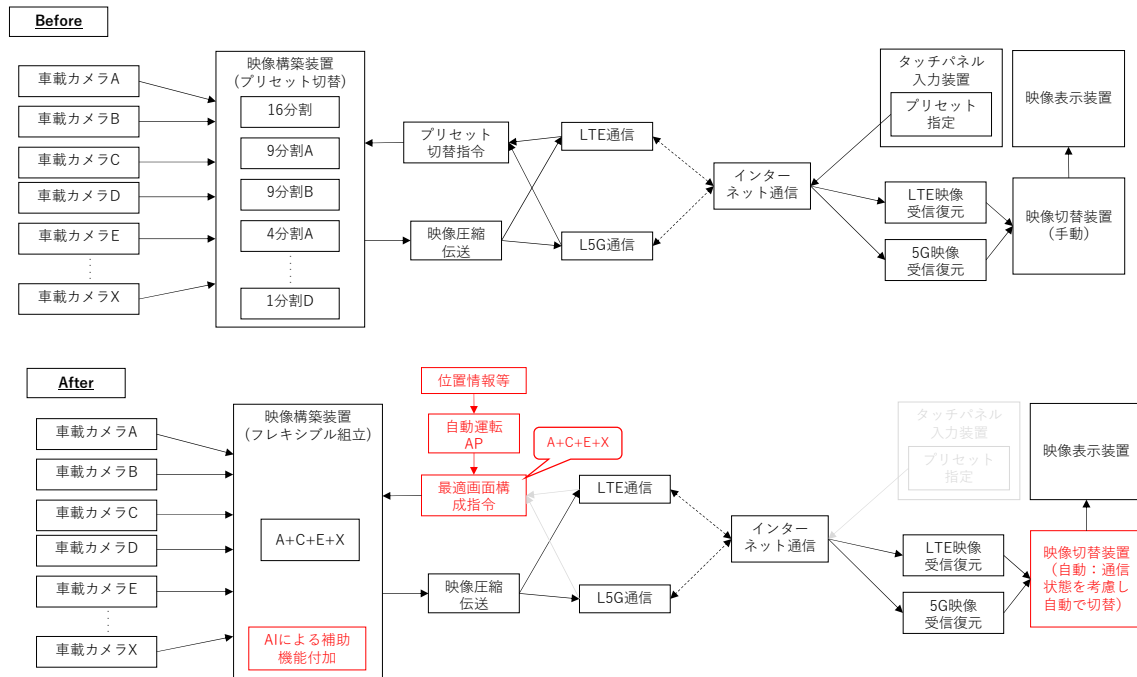 Before
車載カメラA
車載カメラB
車載カメラC
車載カメラD
車載カメラE
車載カメラX
映像構築装置
(プリセット切替)
16分割
9分割A
9分割B
4分割A
1分割D
プリセット
切替指令
映像圧縮
伝送
LTE通信
L5G通信
インター
ネット通信
タッチパネル
入力装置
プリセット
指定
LTE映像
受信復元
5G映像
受信復元
映像表示装置
映像切替装置
(手動)
After
車載カメラA
車載カメラB
車載カメラC
車載カメラD
車載カメラE
車載カメラX
映像構築装置
(フレキシブル組立)
A+C+E+X
AIによる補助
機能付加
位置情報等
自動運転
AP
A+C+E+X
最適画面構
成指令
映像圧縮
伝送
LTE通信
L5G通信
インター
ネット通信
タッチパネル
入力装置
プリセット
指定
LTE映像
受信復元
5G映像
受信復元
映像表示装置
映像切替装置
(自動：通信
状態を考慮し
自動で切替)